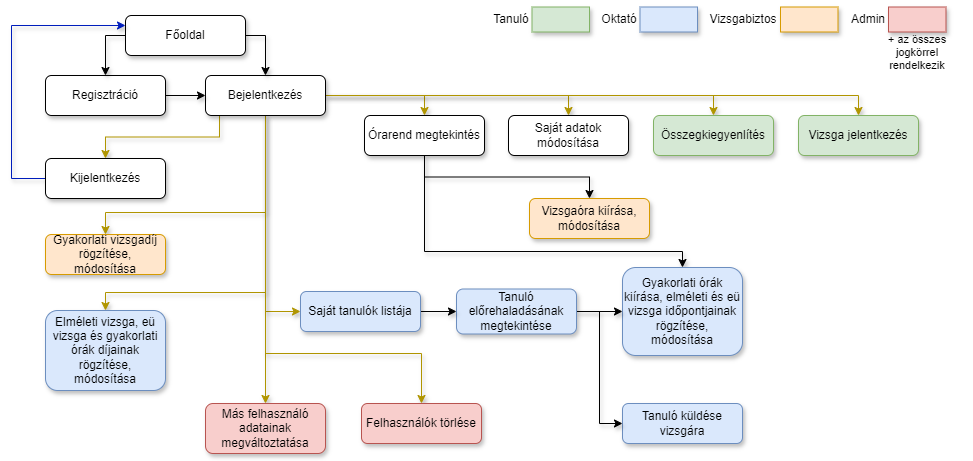 Főoldal
Tanuló
Oktató
Vizsgabiztos
Admin
+ az összes
jogkörrel
rendelkezik
Regisztráció
Bejelentkezés
Órarend megtekintés
Saját adatok
módosítása
Összegkiegyenlítés
Vizsga jelentkezés
Kijelentkezés
Vizsgaóra kiírása,
módosítása
Gyakorlati vizsgadíj
rögzítése,
módosítása
Elméleti vizsga, eü
vizsga és gyakorlati
órák díjainak
rögzítése,
módosítása
Saját tanulók listája
Tanuló
előrehaladásának
megtekintése
Gyakorlati órák
kiírása, elméleti és eü
vizsga időpontjainak
rögzítése,
módosítása
Más felhasználó
adatainak
megváltoztatása
Felhasználók törlése
Tanuló küldése
vizsgára